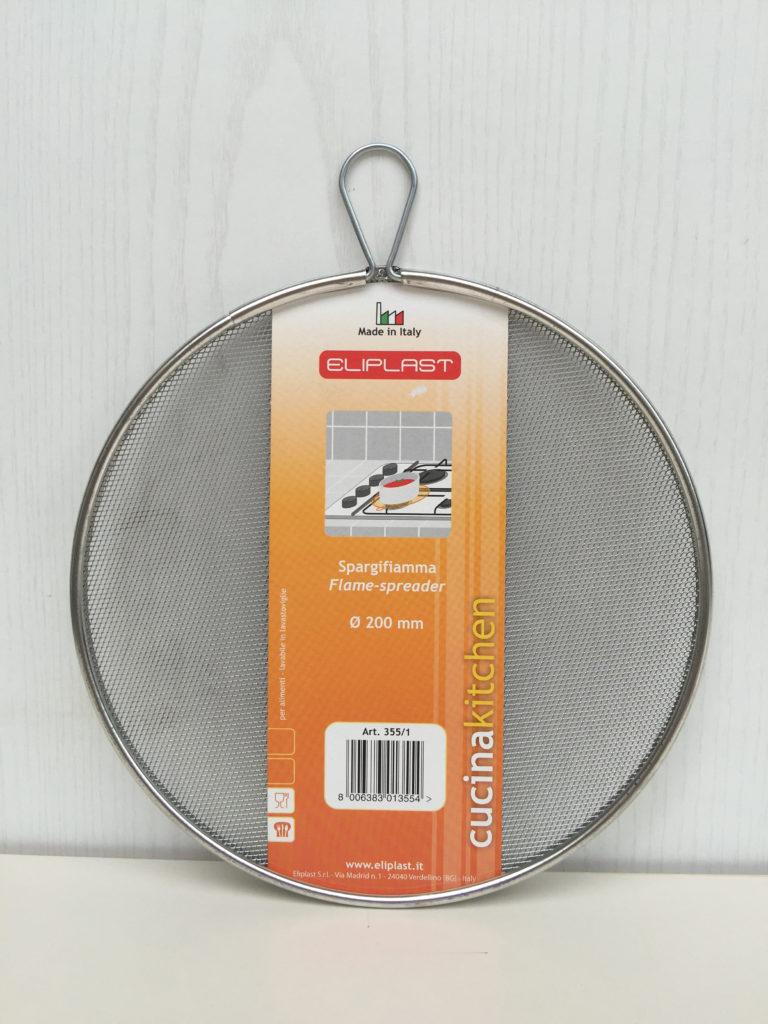 Made in Italy
ELIPLAST
Spargifiamma
Flame-spreader
Ø 200 mm
per alimenti - lavabile in lavastoviglie
cucinakitchen
Art. 355/1
8 006383 013554 >
www.eliplast.it
Eliplast S.r.l. - Via Madrid n. 1 - 24040 Verdellino (BG) - Italy